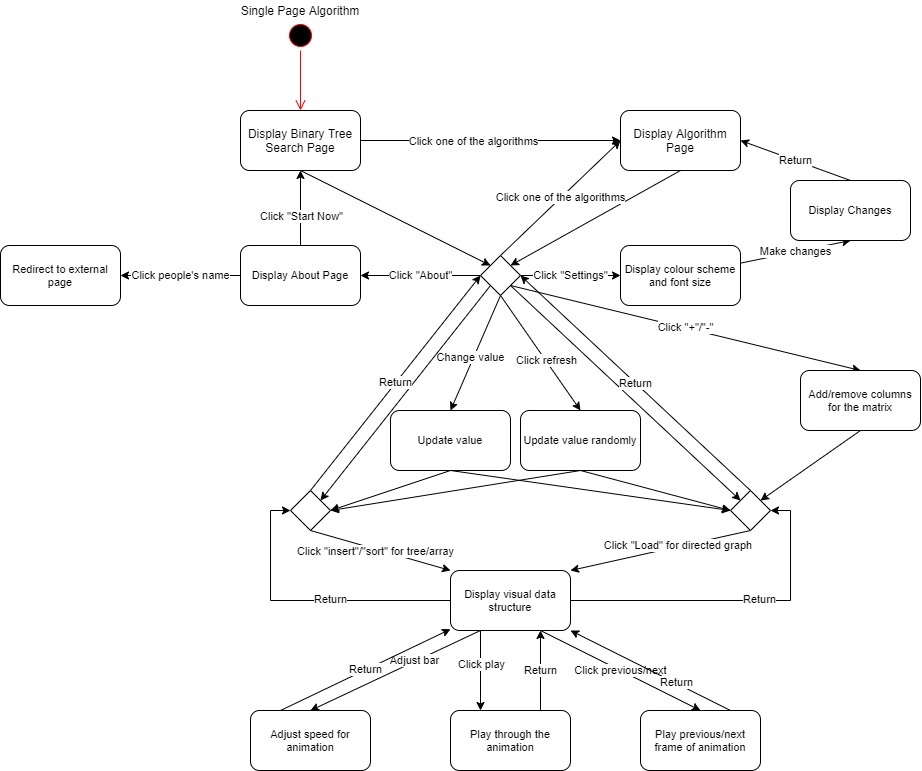 Single Page Algorithm
Display Binary Tree
Search Page
Click one of the algorithms
Display Algorithm
Page
Return
Display Changes
Click one of the algorithms
Click "Start Now"
Make changes
Redirect to external
page
Click people's name
Display About Page
Click "About"
Click "Settings"
Display colour scheme
and font size
Click "+"/"-"
Change value
Click refresh
Return
Return
Add/remove columns
for the matrix
Update value
Update value randomly
Click "insert"/"sort" for tree/array
Click "Load" for directed graph
Display visual data
structure
Return
Return
Return
Adjust bar
Click play
Return
Click previous/next
Return
Adjust speed for
animation
Play through the
animation
Play previous/next
frame of animation